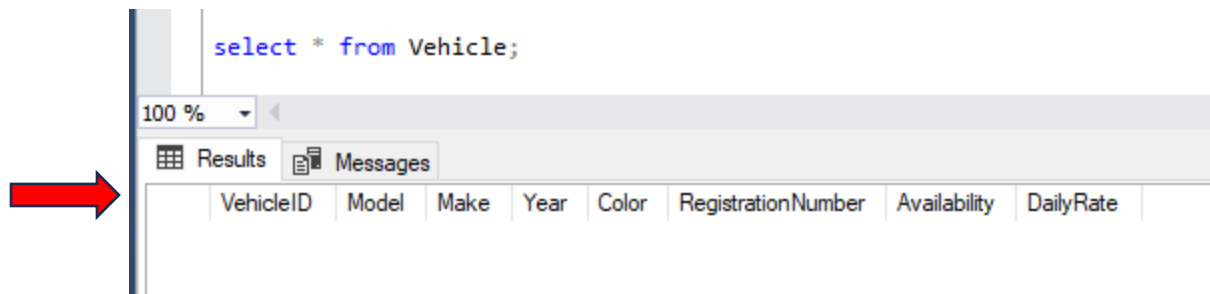 select * from Vehicle;
100 %
Results Messages
VehicleID Model Make Year Color RegistrationNumber Availability DailyRate